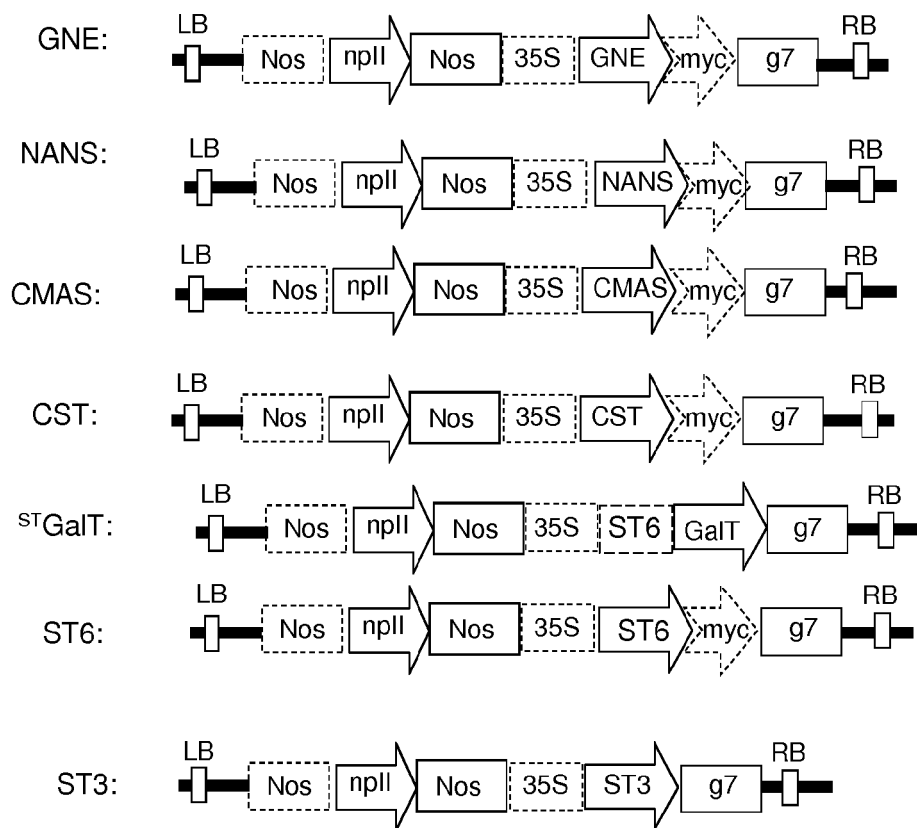 GNE: LB Nos npII Nos 35S GNE myc g7 RB
NANS: LB Nos npII Nos 35S NANS myc g7 RB
CMAS: LB Nos npII Nos 35S CMAS myc g7 RB
CST: LB Nos npII Nos 35S CST myc g7 RB
STGalT: LB Nos npII Nos 35S ST6 GalT g7 RB
ST6: LB Nos npII Nos 35S ST6 myc g7 RB
ST3: LB Nos npII Nos 35S ST3 g7 RB